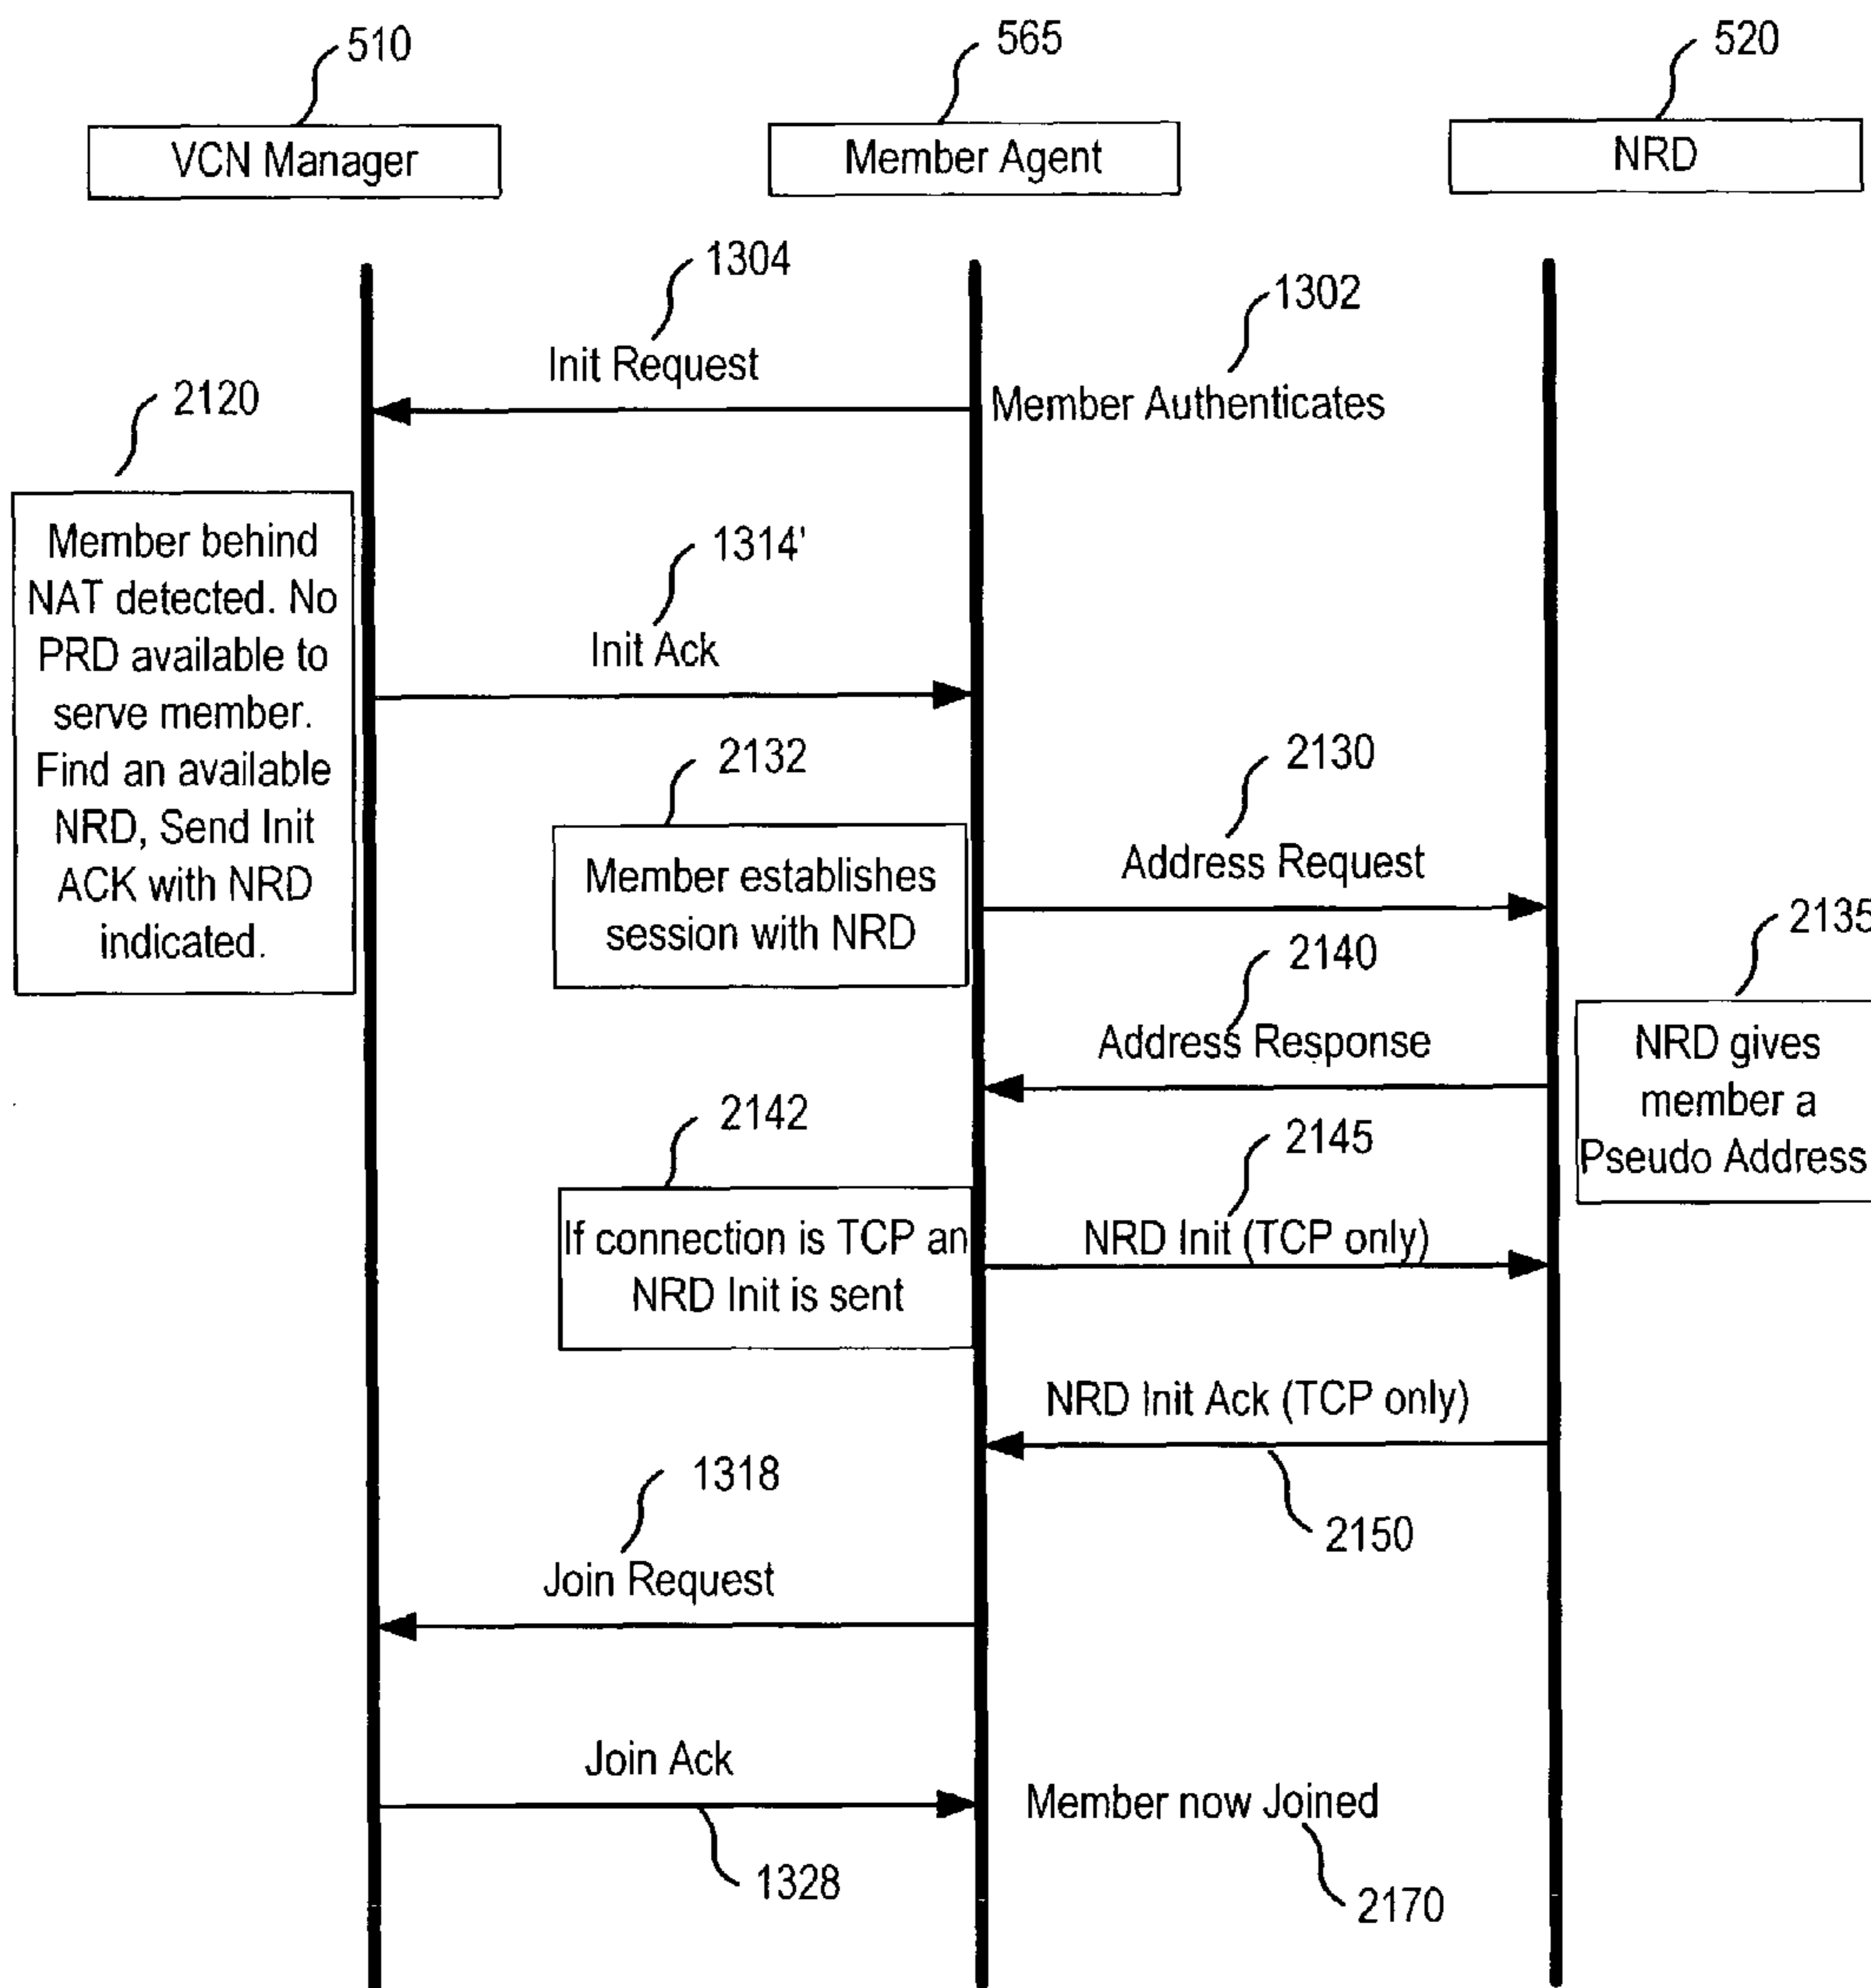 510
565
520
VCN Manager
Member Agent
NRD
1304
1302
Init Request
Member Authenticates
2120
Member behind
NAT detected. No
PRD available to
serve member.
Find an available
NRD, Send Init
ACK with NRD
indicated.
1314'
Init Ack
2132
2130
Member establishes
session with NRD
Address Request
2135
2140
Address Response
NRD gives
member a
Pseudo Address
2142
2145
If connection is TCP an
NRD Init is sent
NRD Init (TCP only)
NRD Init Ack (TCP only)
2150
1318
Join Request
Join Ack
Member now Joined
1328
2170